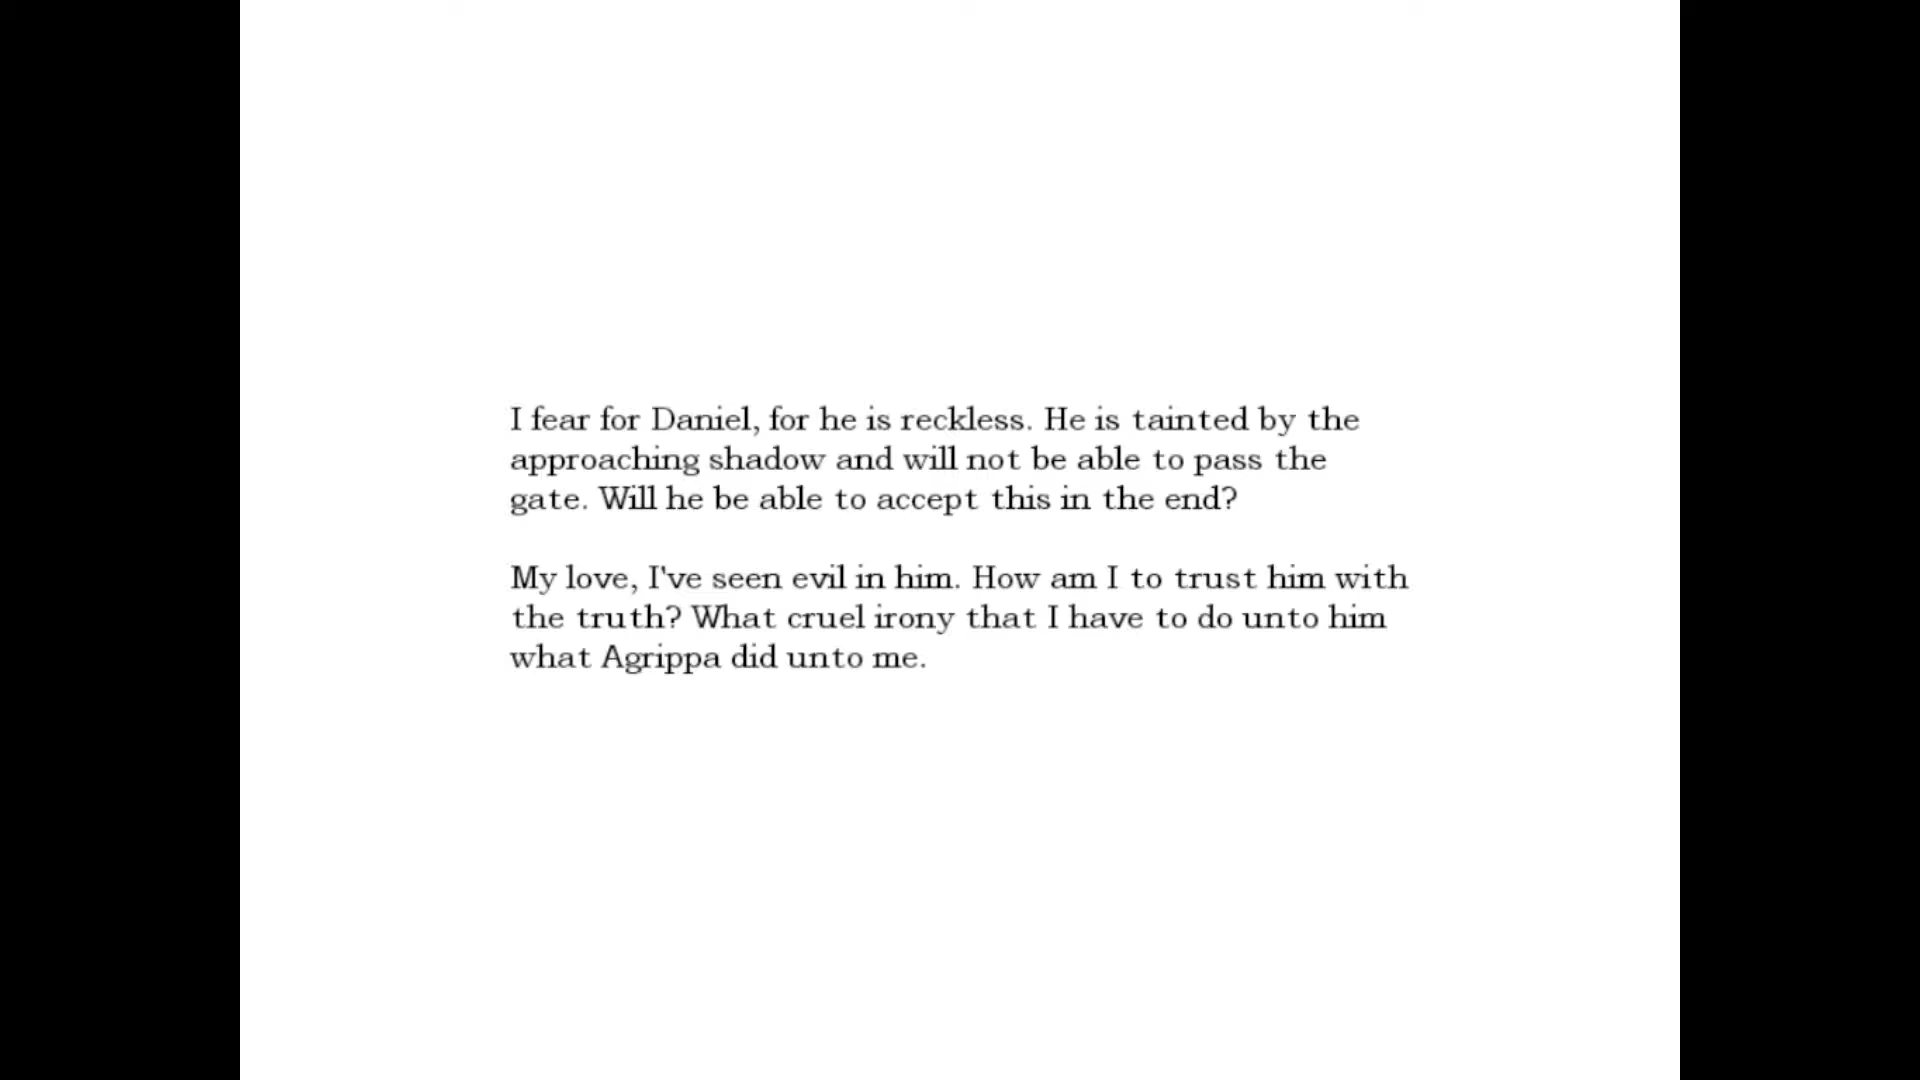 I fear for Daniel, for he is reckless. He is tainted by the
approaching shadow and will not be able to pass the
gate. Will he be able to accept this in the end?
My love, I've seen evil in him. How am I to trust him with
the truth? What cruel irony that I have to do unto him
what Agrippa did unto me.